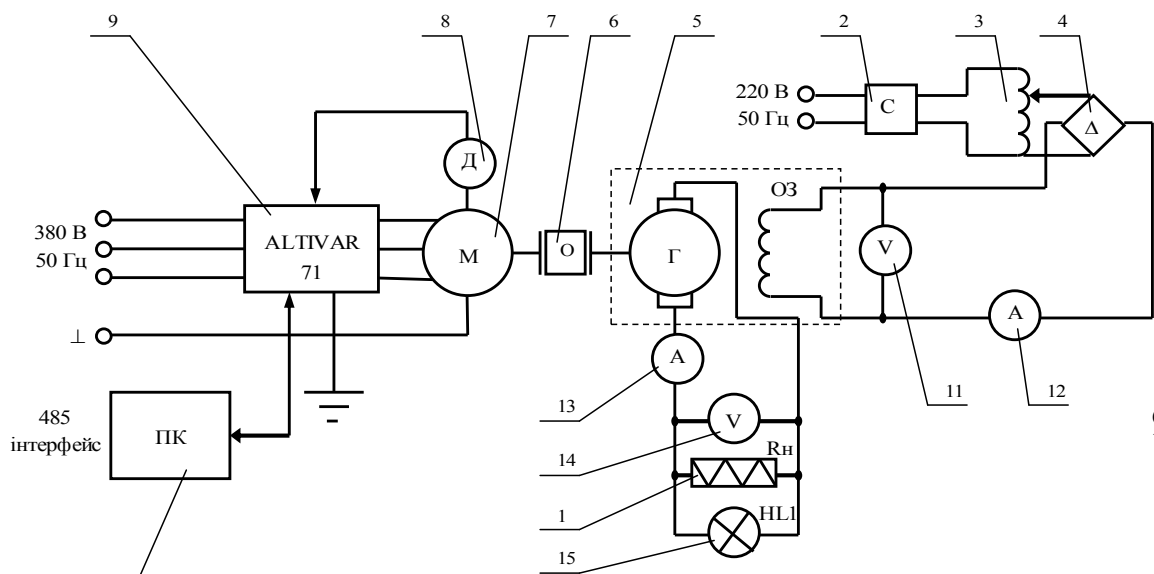 9
8
7
6
5
2
3
4
220 В
50 Гц
С
Δ
Д
ОЗ
380 В
50 Гц
ALTIVAR
71
М
О
Г
V
⊥
А
А
485
інтерфейс
ПК
13
V
11
12
14
Rн
1
HL1
15